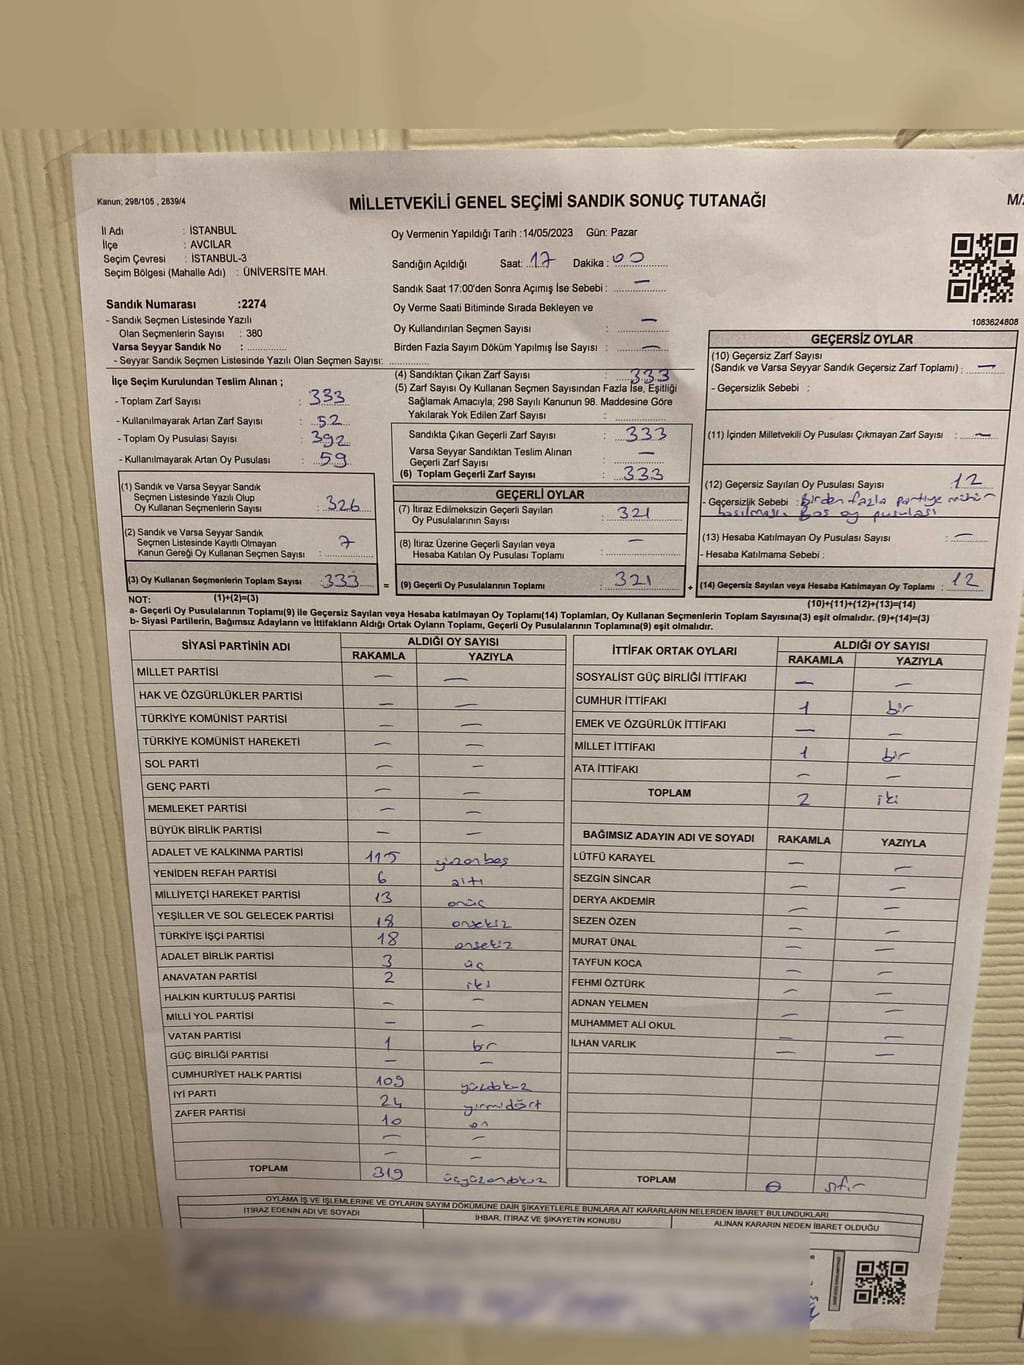 Kanun; 298/105 , 2839/4
MİLLETVEKİLİ GENEL SEÇİMİ SANDIK SONUÇ TUTANAĞI
İl Adı : İSTANBUL
İlçe : AVCILAR
Seçim Çevresi : İSTANBUL-3
Seçim Bölgesi (Mahalle Adı) : ÜNİVERSİTE MAH.
Oy Vermenin Yapıldığı Tarih :14/05/2023 Gün: Pazar
Sandığın Açıldığı Saat: 17 Dakika : 00
Sandık Saat 17:00'den Sonra Açımış İse Sebebi : —
Oy Verme Saati Bitiminde Sırada Bekleyen ve
Oy Kullandırılan Seçmen Sayısı : —
Birden Fazla Sayım Döküm Yapılmış İse Sayısı : —
Sandık Numarası :2274
- Sandık Seçmen Listesinde Yazılı
Olan Seçmenlerin Sayısı : 380
Varsa Seyyar Sandık No :
- Seyyar Sandık Seçmen Listesinde Yazılı Olan Seçmen Sayısı:
1083624808
İlçe Seçim Kurulundan Teslim Alınan ;
- Toplam Zarf Sayısı : 333
- Kullanılmayarak Artan Zarf Sayısı : 52
- Toplam Oy Pusulası Sayısı : 392
- Kullanılmayarak Artan Oy Pusulası : 59
(1) Sandık ve Varsa Seyyar Sandık
Seçmen Listesinde Yazılı Olup
Oy Kullanan Seçmenlerin Sayısı : 326
(2) Sandık ve Varsa Seyyar Sandık
Seçmen Listesinde Kayıtlı Olmayan
Kanun Gereği Oy Kullanan Seçmen Sayısı : 7
(3) Oy Kullanan Seçmenlerin Toplam Sayısı : 333
(4) Sandıktan Çıkan Zarf Sayısı : 333
(5) Zarf Sayısı Oy Kullanan Seçmen Sayısından Fazla İse, Eşitliği
Sağlamak Amacıyla; 298 Sayılı Kanunun 98. Maddesine Göre
Yakılarak Yok Edilen Zarf Sayısı :
Sandıkta Çıkan Geçerli Zarf Sayısı : 333
Varsa Seyyar Sandıktan Teslim Alınan
Geçerli Zarf Sayısı : —
(6) Toplam Geçerli Zarf Sayısı : 333
GEÇERLİ OYLAR
(7) İtiraz Edilmeksizin Geçerli Sayılan
Oy Pusulalarının Sayısı : 321
(8) İtiraz Üzerine Geçerli Sayılan veya
Hesaba Katılan Oy Pusulası Toplamı : —
= (9) Geçerli Oy Pusulalarının Toplamı : 321
GEÇERSİZ OYLAR
(10) Geçersiz Zarf Sayısı
(Sandık ve Varsa Seyyar Sandık Geçersiz Zarf Toplamı) : —
- Geçersizlik Sebebi :
(11) İçinden Milletvekili Oy Pusulası Çıkmayan Zarf Sayısı : —
(12) Geçersiz Sayılan Oy Pusulası Sayısı : 12
- Geçersizlik Sebebi : Birden fazla partiye mühür
basılması, Boş oy pusulası
(13) Hesaba Katılmayan Oy Pusulası Sayısı : —
- Hesaba Katılmama Sebebi :
+ (14) Geçersiz Sayılan veya Hesaba Katılmayan Oy Toplamı : 12
NOT: (1)+(2)=(3)
(10)+(11)+(12)+(13)=(14)
a- Geçerli Oy Pusulalarının Toplamı(9) ile Geçersiz Sayılan veya Hesaba katılmayan Oy Toplamı(14) Toplamları, Oy Kullanan Seçmenlerin Toplam Sayısına(3) eşit olmalıdır. (9)+(14)=(3)
b- Siyasi Partilerin, Bağımsız Adayların ve İttifakların Aldığı Ortak Oyların Toplamı, Geçerli Oy Pusulalarının Toplamına(9) eşit olmalıdır.
SİYASİ PARTİNİN ADI ALDIĞI OY SAYISI
RAKAMLA YAZIYLA
MİLLET PARTİSİ — —
HAK VE ÖZGÜRLÜKLER PARTİSİ — —
TÜRKİYE KOMÜNİST PARTİSİ — —
TÜRKİYE KOMÜNİST HAREKETİ — —
SOL PARTİ — —
GENÇ PARTİ — —
MEMLEKET PARTİSİ — —
BÜYÜK BİRLİK PARTİSİ — —
ADALET VE KALKINMA PARTİSİ 115 yüzonbeş
YENİDEN REFAH PARTİSİ 6 altı
MİLLİYETÇİ HAREKET PARTİSİ 13 onüç
YEŞİLLER VE SOL GELECEK PARTİSİ 18 onsekiz
TÜRKİYE İŞÇİ PARTİSİ 18 onsekiz
ADALET BİRLİK PARTİSİ 3 üç
ANAVATAN PARTİSİ 2 iki
HALKIN KURTULUŞ PARTİSİ — —
MİLLİ YOL PARTİSİ — —
VATAN PARTİSİ 1 bir
GÜÇ BİRLİĞİ PARTİSİ — —
CUMHURİYET HALK PARTİSİ 109 yüzdokuz
İYİ PARTİ 24 yirmidört
ZAFER PARTİSİ 10 on
— —
— —
TOPLAM 319 üçyüzondokuz
İTTİFAK ORTAK OYLARI ALDIĞI OY SAYISI
RAKAMLA YAZIYLA
SOSYALİST GÜÇ BİRLİĞİ İTTİFAKI — —
CUMHUR İTTİFAKI 1 bir
EMEK VE ÖZGÜRLÜK İTTİFAKI — —
MİLLET İTTİFAKI 1 bir
ATA İTTİFAKI — —
TOPLAM 2 iki
BAĞIMSIZ ADAYIN ADI VE SOYADI RAKAMLA YAZIYLA
LÜTFÜ KARAYEL — —
SEZGİN SİNCAR — —
DERYA AKDEMİR — —
SEZEN ÖZEN — —
MURAT ÜNAL — —
TAYFUN KOCA — —
FEHMİ ÖZTÜRK — —
ADNAN YELMEN — —
MUHAMMET ALİ OKUL — —
İLHAN VARLIK — —
TOPLAM 0 sıfır
OYLAMA İŞ VE İŞLEMLERİNE VE OYLARIN SAYIM DÖKÜMÜNE DAİR ŞİKAYETLERLE BUNLARA AİT KARARLARIN NELERDEN İBARET BULUNDUKLARI
İTİRAZ EDENİN ADI VE SOYADI İHBAR, İTİRAZ VE ŞİKAYETİN KONUSU ALINAN KARARIN NEDEN İBARET OLDUĞU